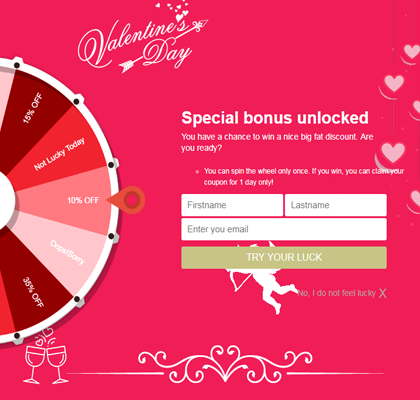 Valentine's
Day
15% OFF
Not Lucky Today
10% OFF
Oops!Sorry
35% OFF
Special bonus unlocked
You have a chance to win a nice big fat discount. Are
you ready?
You can spin the wheel only once. If you win, you can claim your
coupon for 1 day only!
Firstname
Lastname
Enter you email
TRY YOUR LUCK
No, I do not feel lucky X